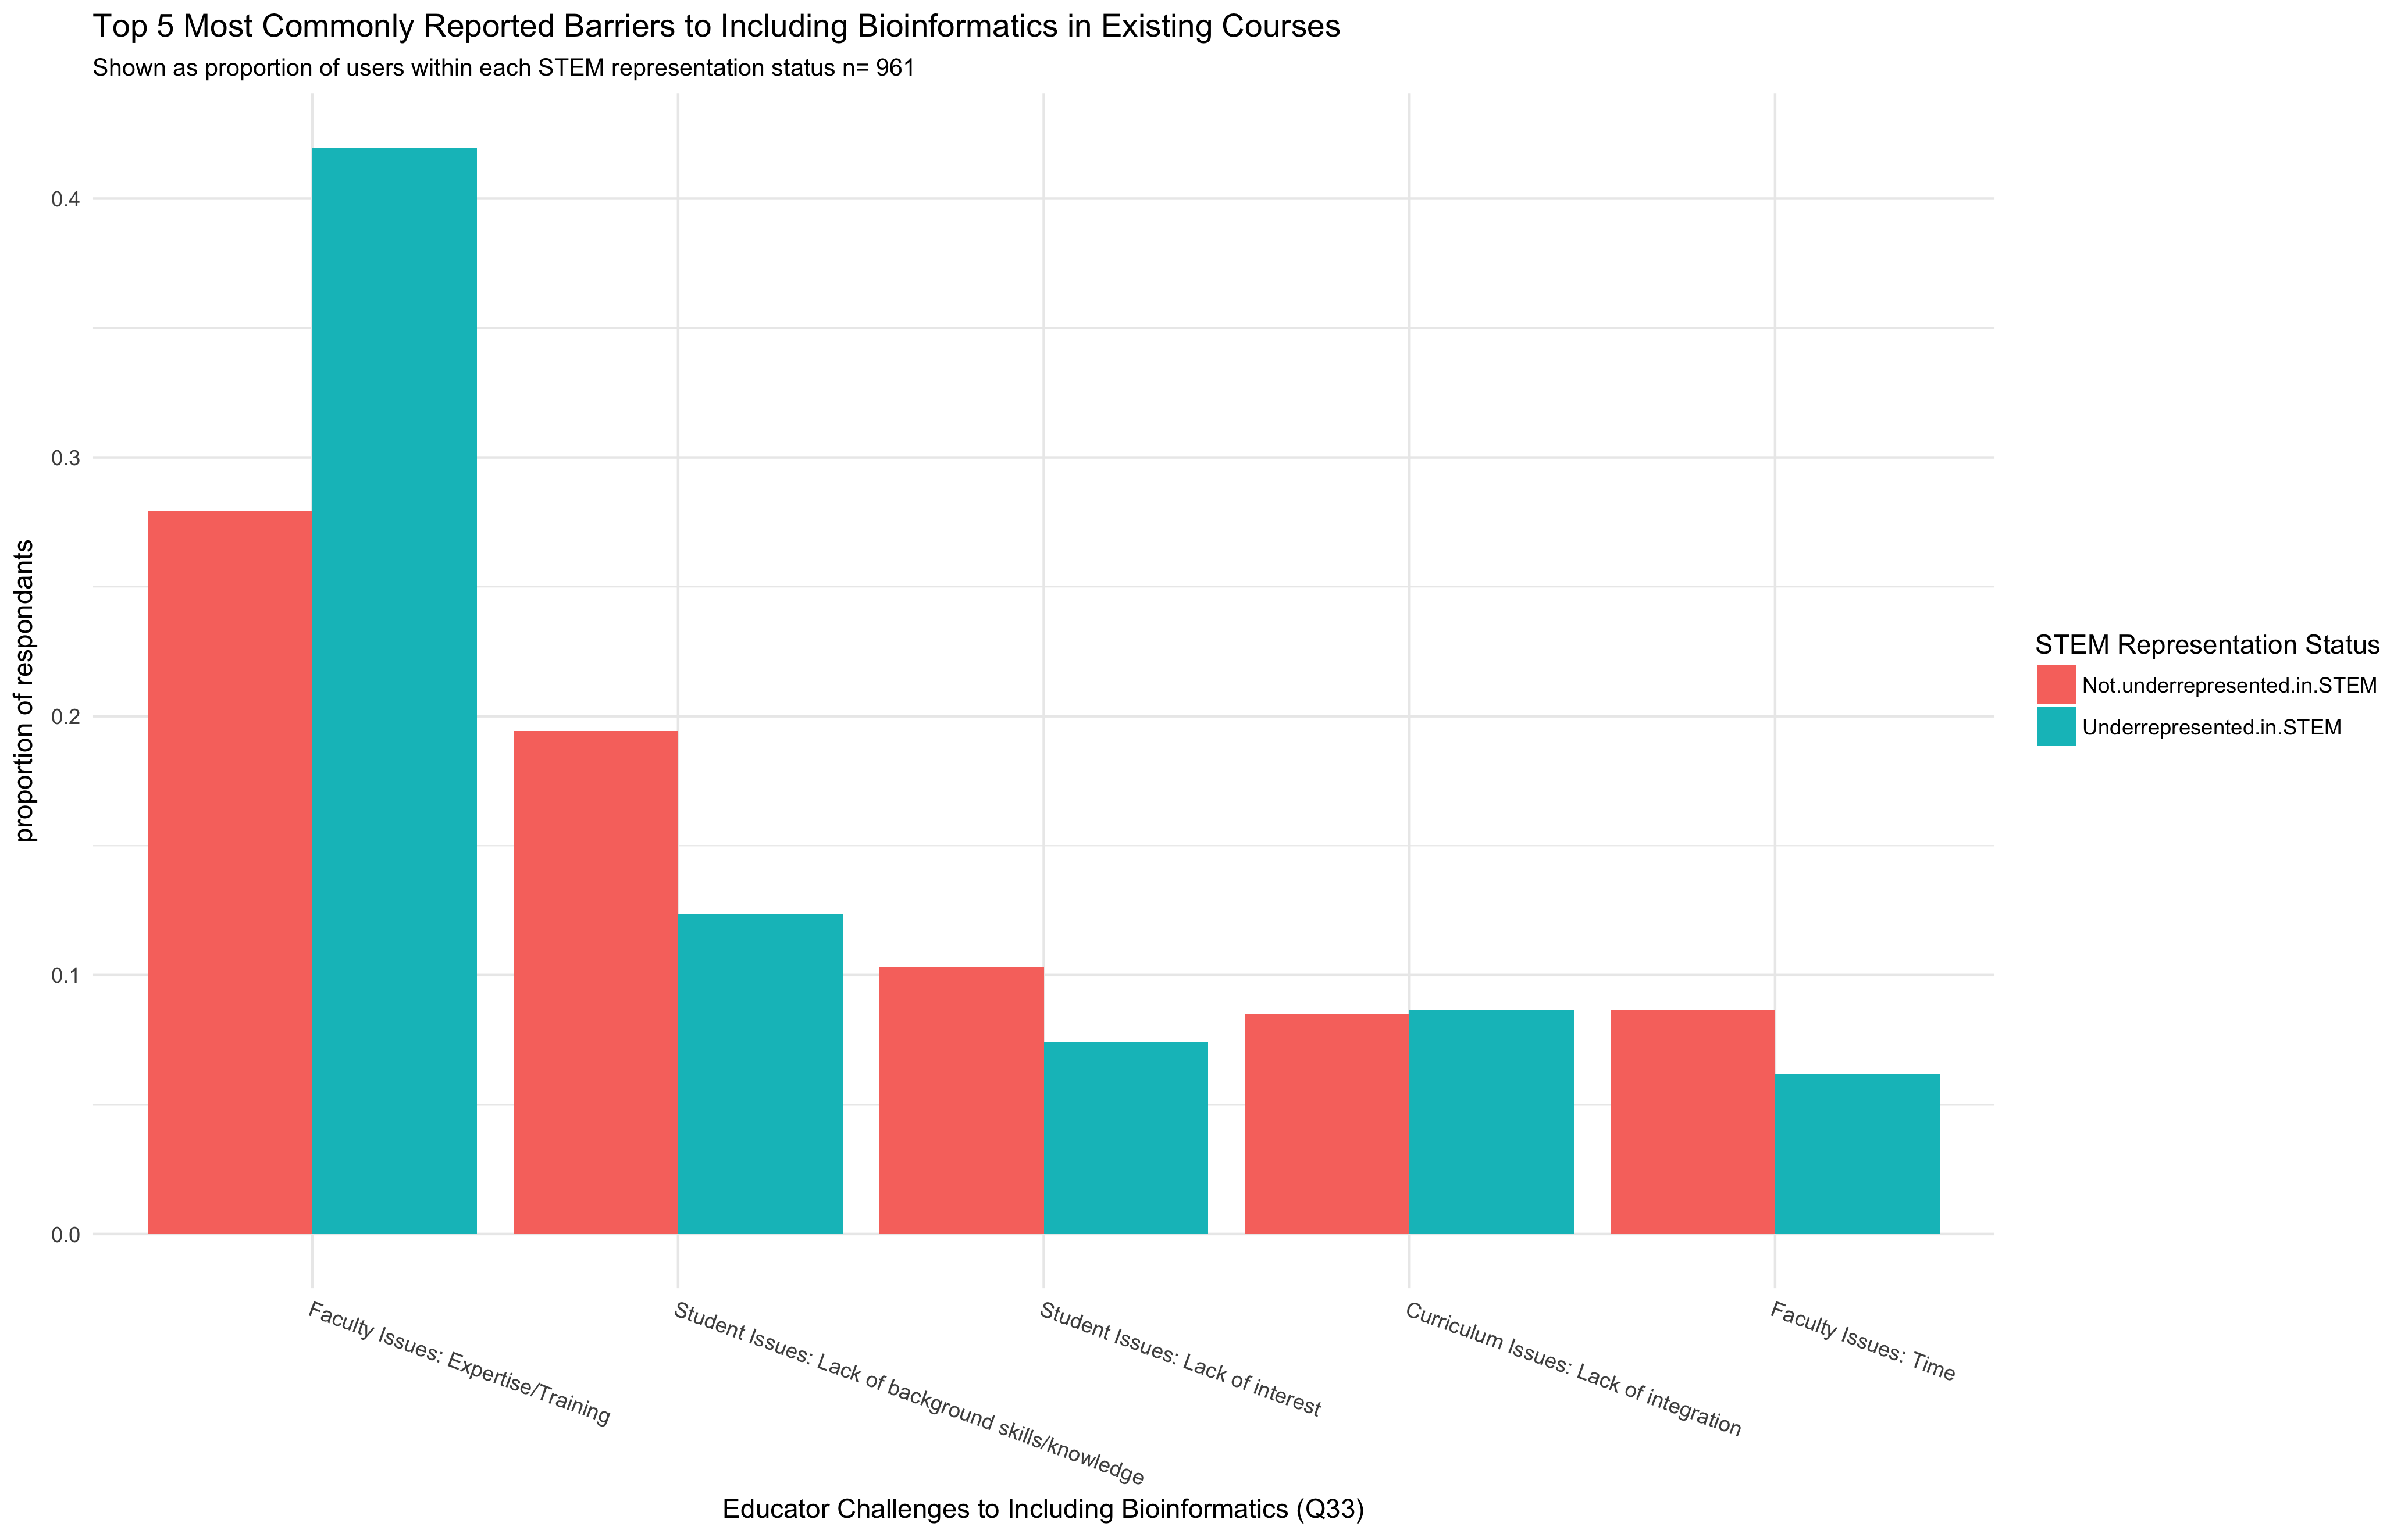 Top 5 Most Commonly Reported Barriers to Including Bioinformatics in Existing Courses
Shown as proportion of users within each STEM representation status n= 961
proportion of respondants
0.4
0.3
0.2
0.1
0.0
Faculty Issues: Expertise/Training
Student Issues: Lack of background skills/knowledge
Student Issues: Lack of interest
Curriculum Issues: Lack of integration
Faculty Issues: Time
Educator Challenges to Including Bioinformatics (Q33)
STEM Representation Status
Not.underrepresented.in.STEM
Underrepresented.in.STEM